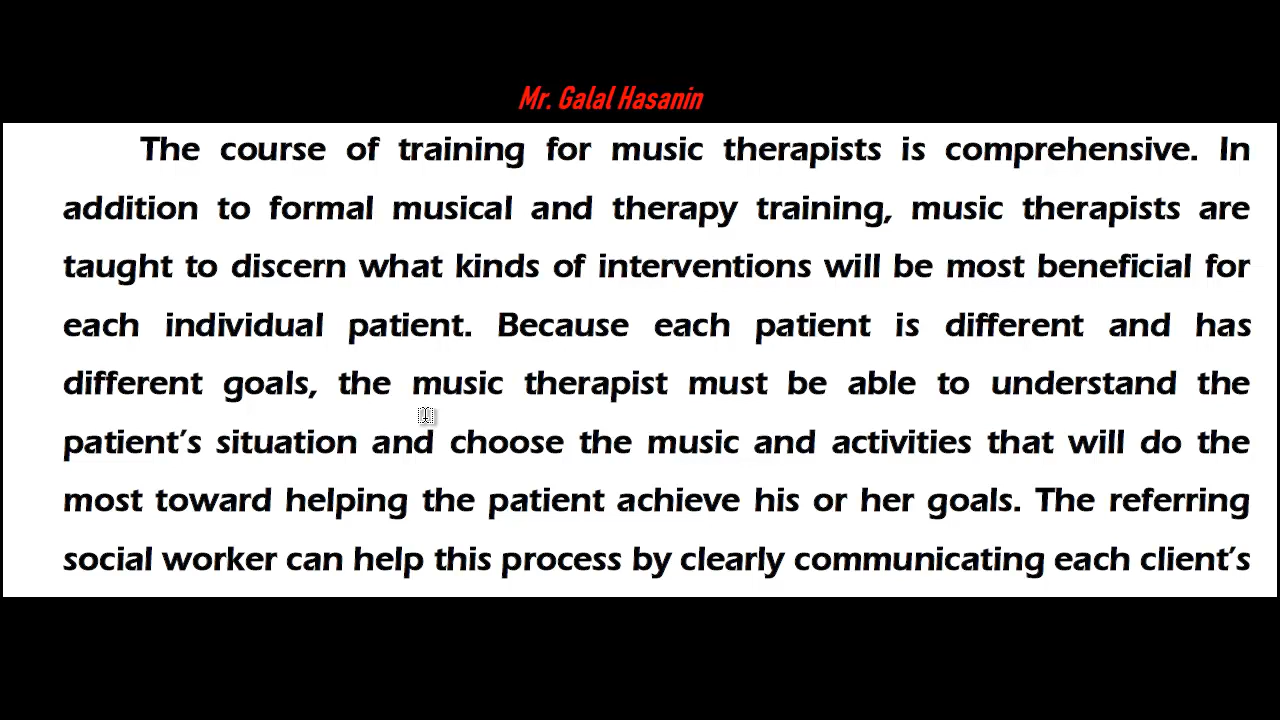 Mr. Galal Hasanin
The course of training for music therapists is comprehensive. In
addition to formal musical and therapy training, music therapists are
taught to discern what kinds of interventions will be most beneficial for
each individual patient. Because each patient is different and has
different goals, the music therapist must be able to understand the
patient's situation and choose the music and activities that will do the
most toward helping the patient achieve his or her goals. The referring
social worker can help this process by clearly communicating each client's